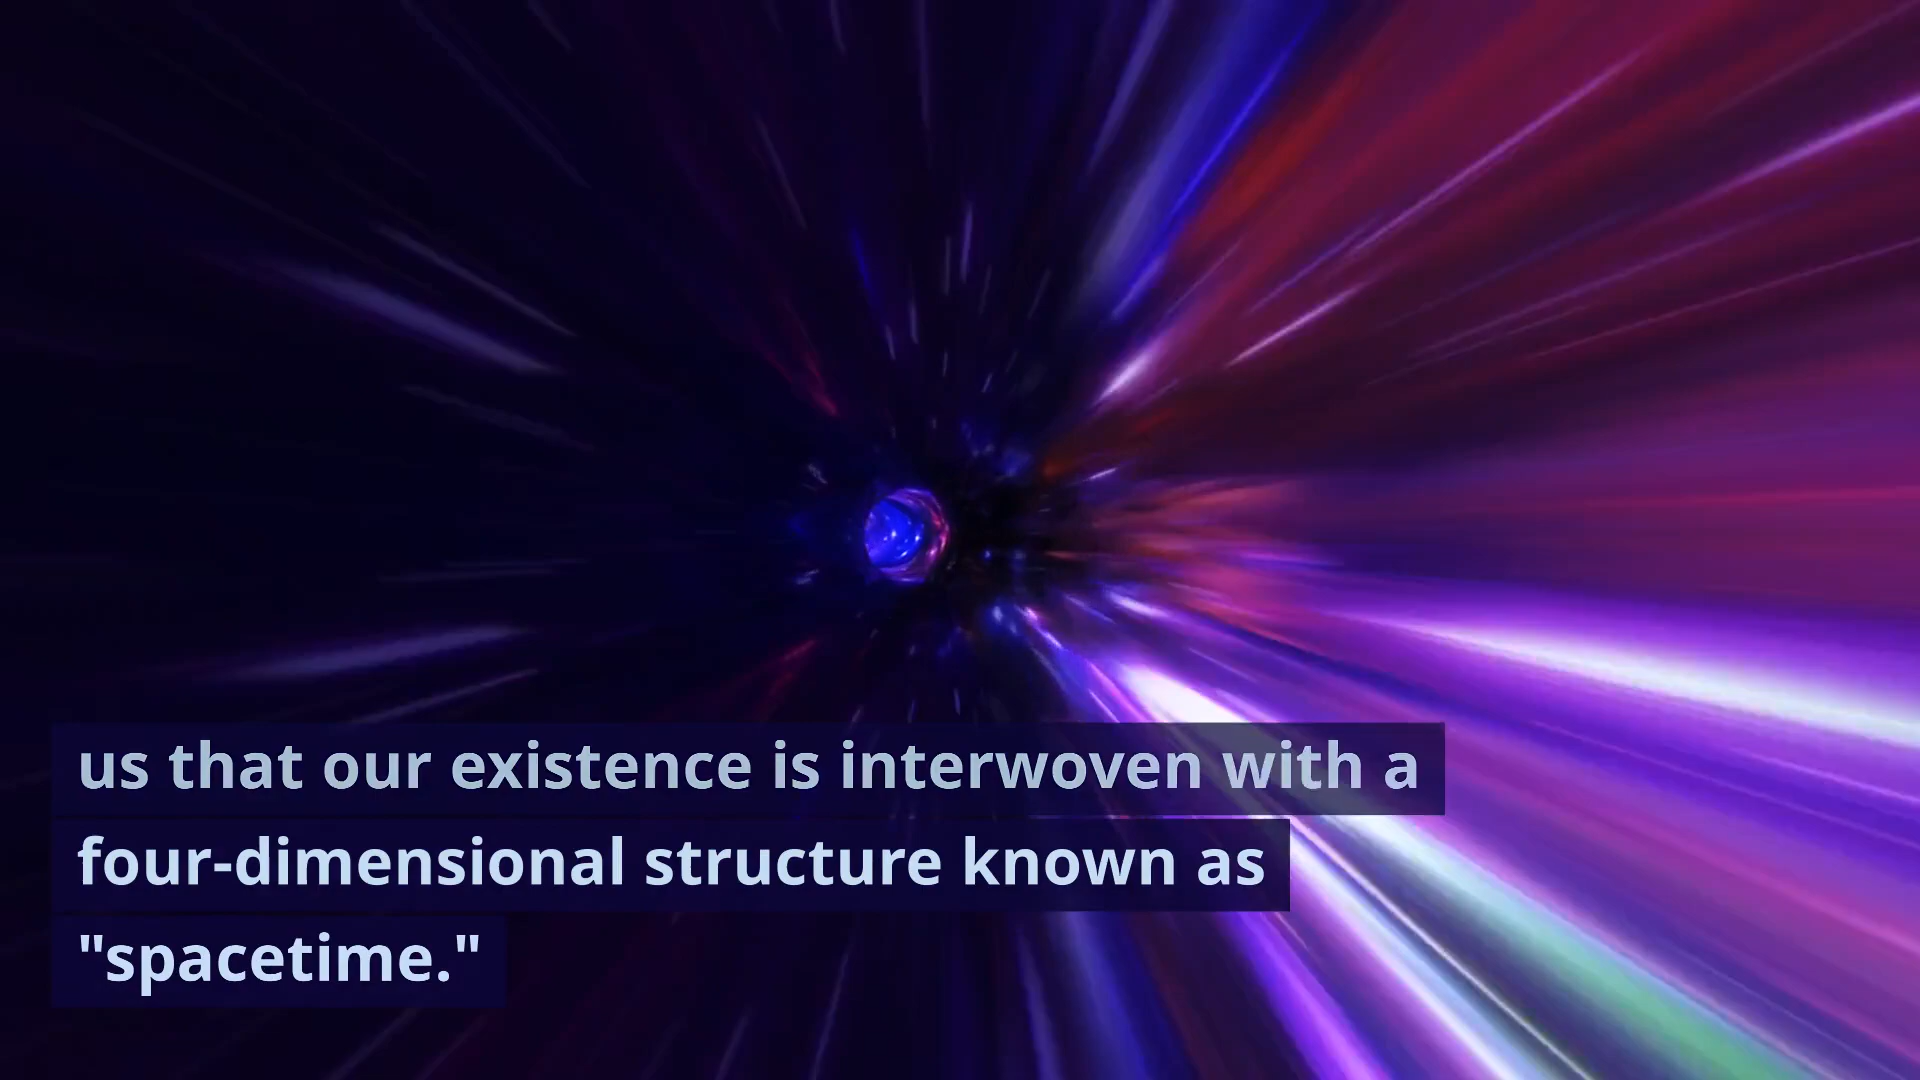 us that our existence is interwoven with a
four-dimensional structure known as
"spacetime."